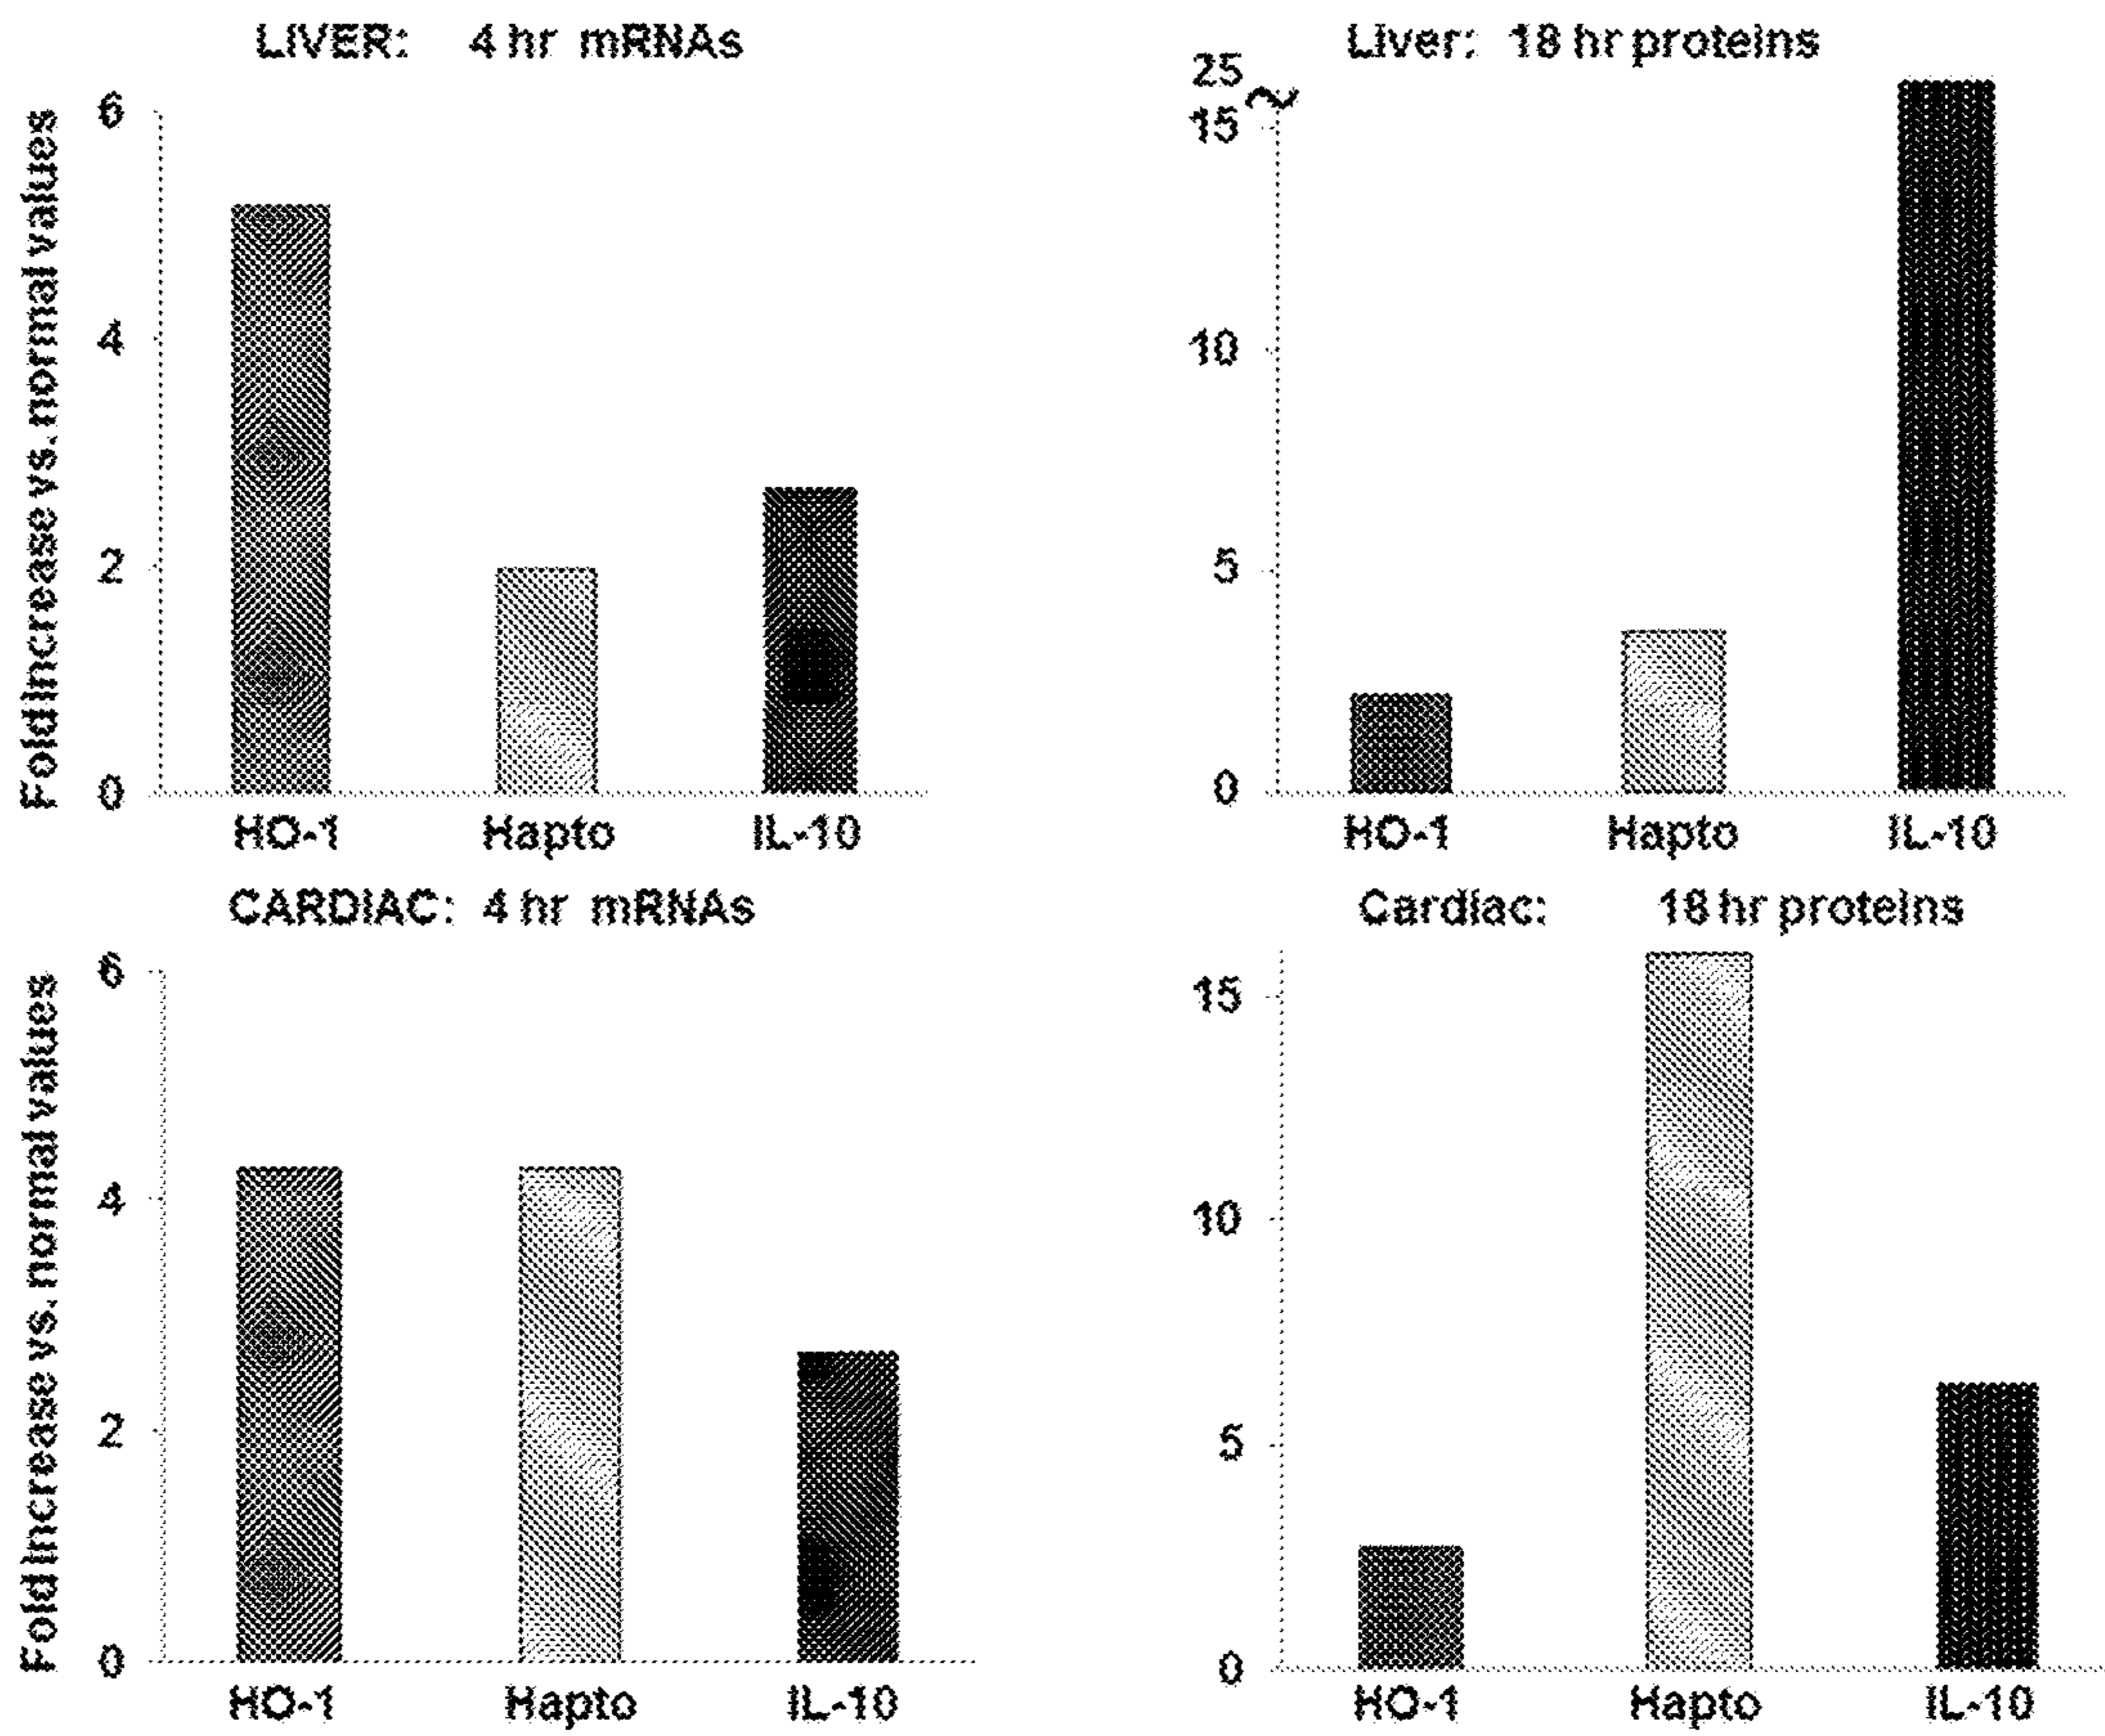 LIVER: 4 hr mRNAs
Fold increase vs. normal values
6
4
2
0
HO-1 Hapto IL-10
Liver: 18 hr proteins
25
15
10
5
0
HO-1 Hapto IL-10
CARDIAC: 4 hr mRNAs
Fold increase vs. normal values
6
4
2
0
HO-1 Hapto IL-10
Cardiac: 18 hr proteins
15
10
5
0
HO-1 Hapto IL-10